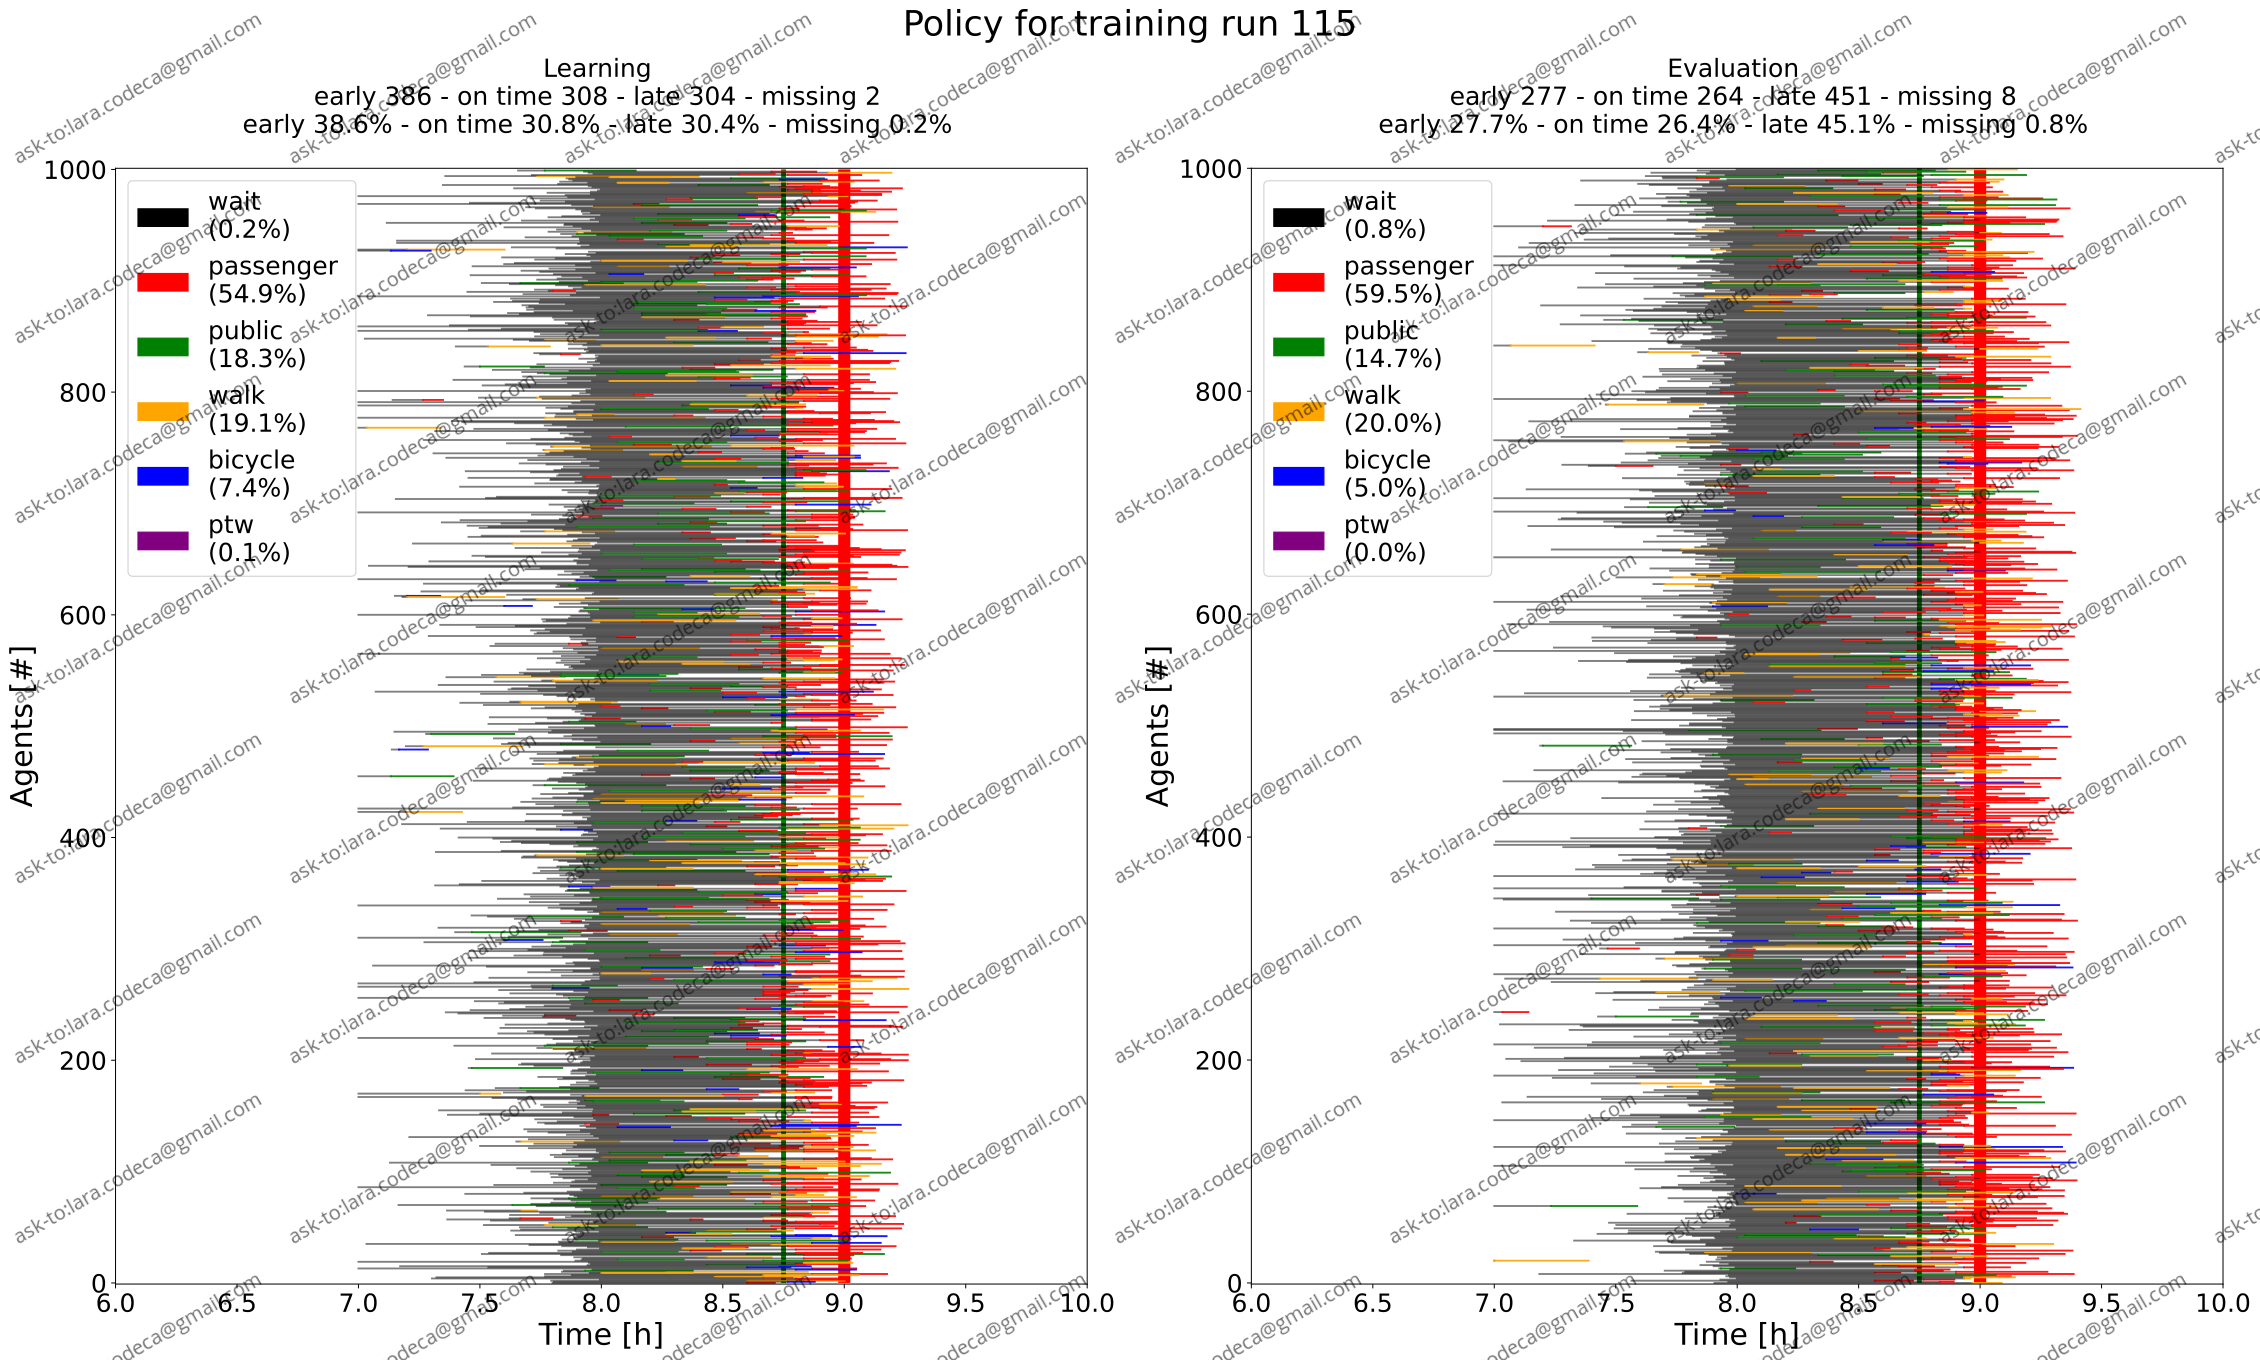 Policy for training run 115
Learning
early 386 - on time 308 - late 304 - missing 2
early 38.6% - on time 30.8% - late 30.4% - missing 0.2%
1000
800
600
400
200
0
Agents [#]
wait
(0.2%)
passenger
(54.9%)
public
(18.3%)
walk
(19.1%)
bicycle
(7.4%)
ptw
(0.1%)
6.0 6.5 7.0 7.5 8.0 8.5 9.0 9.5 10.0
Time [h]
Evaluation
early 277 - on time 264 - late 451 - missing 8
early 27.7% - on time 26.4% - late 45.1% - missing 0.8%
1000
800
600
400
200
0
Agents [#]
wait
(0.8%)
passenger
(59.5%)
public
(14.7%)
walk
(20.0%)
bicycle
(5.0%)
ptw
(0.0%)
6.0 6.5 7.0 7.5 8.0 8.5 9.0 9.5 10.0
Time [h]
ask-to:lara.codeca@gmail.com